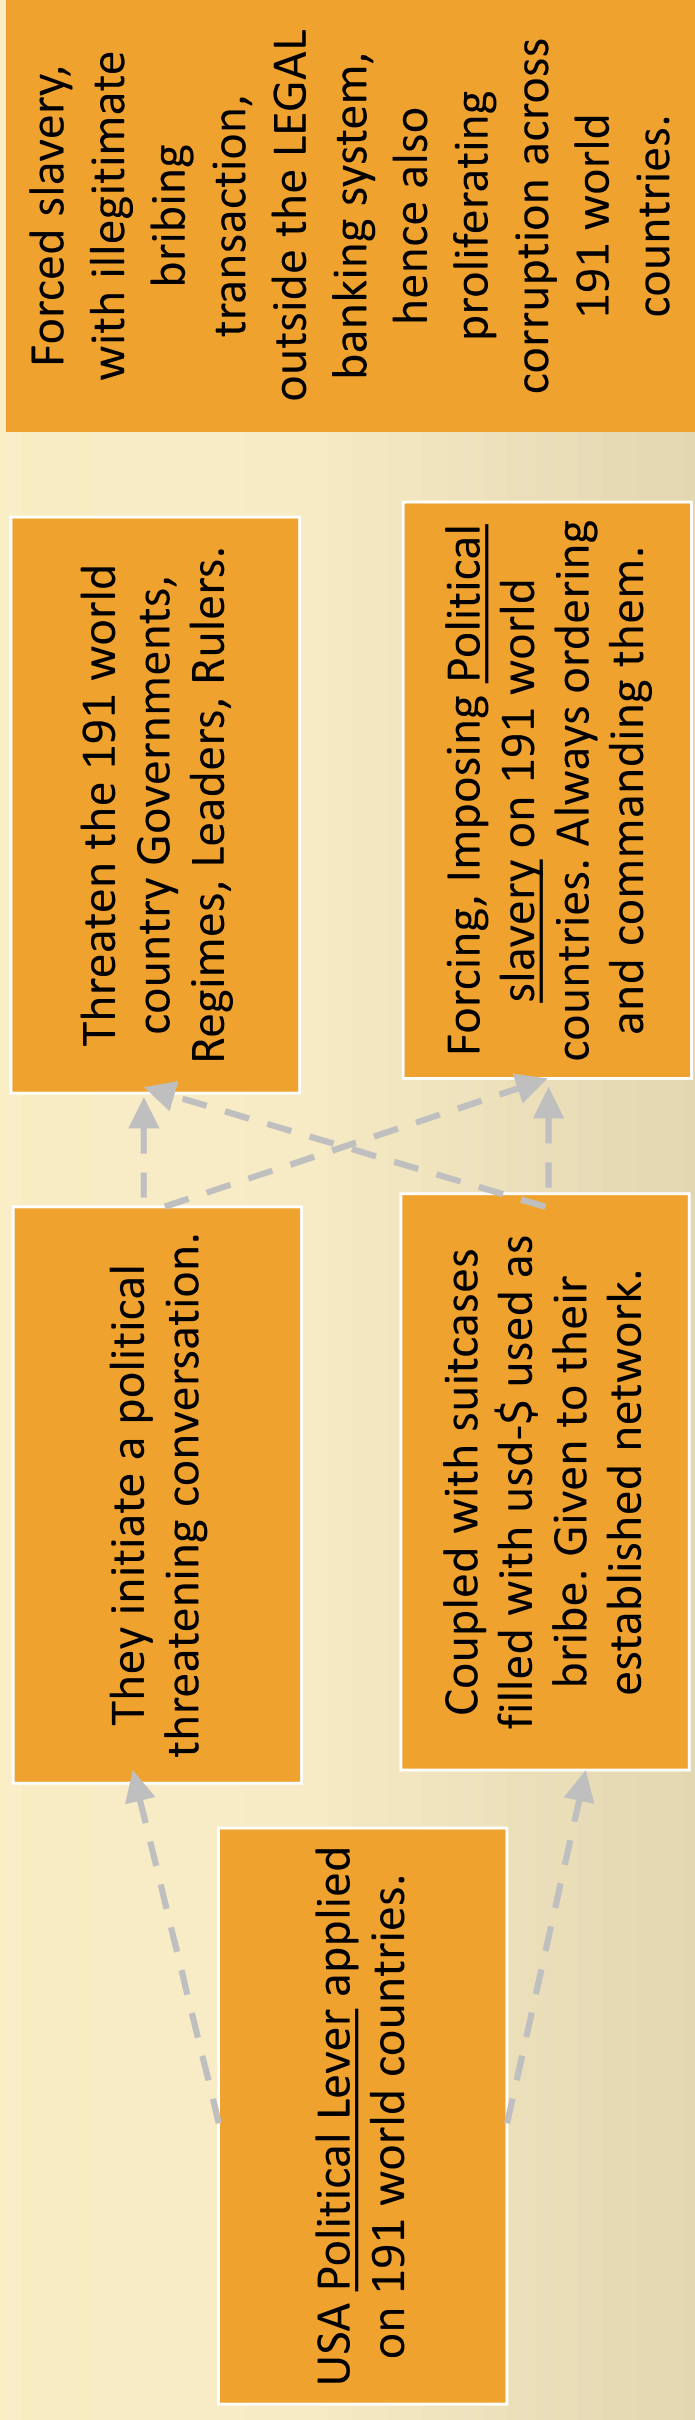 USA Political Lever applied
on 191 world countries.
They initiate a political
threatening conversation.
Coupled with suitcases
filled with usd-$ used as
bribe. Given to their
established network.
Threaten the 191 world
country Governments,
Regimes, Leaders, Rulers.
Forcing, Imposing Political
slavery on 191 world
countries. Always ordering
and commanding them.
Forced slavery,
with illegitimate
bribing
transaction,
outside the LEGAL
banking system,
hence also
proliferating
corruption across
191 world
countries.